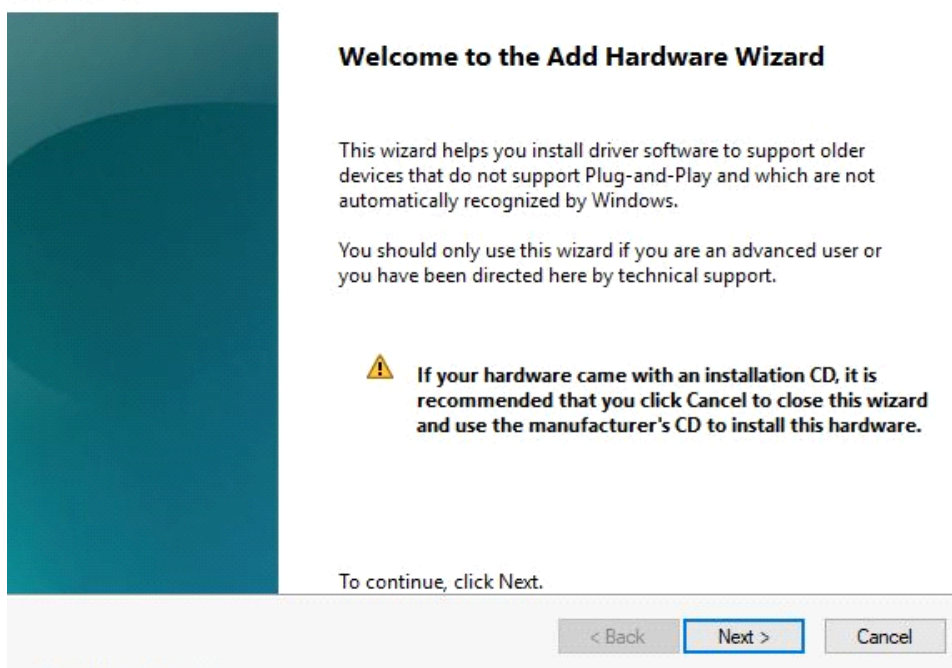 Welcome to the Add Hardware Wizard
This wizard helps you install driver software to support older
devices that do not support Plug-and-Play and which are not
automatically recognized by Windows.
You should only use this wizard if you are an advanced user or
you have been directed here by technical support.
If your hardware came with an installation CD, it is
recommended that you click Cancel to close this wizard
and use the manufacturer's CD to install this hardware.
To continue, click Next.
< Back Next > Cancel